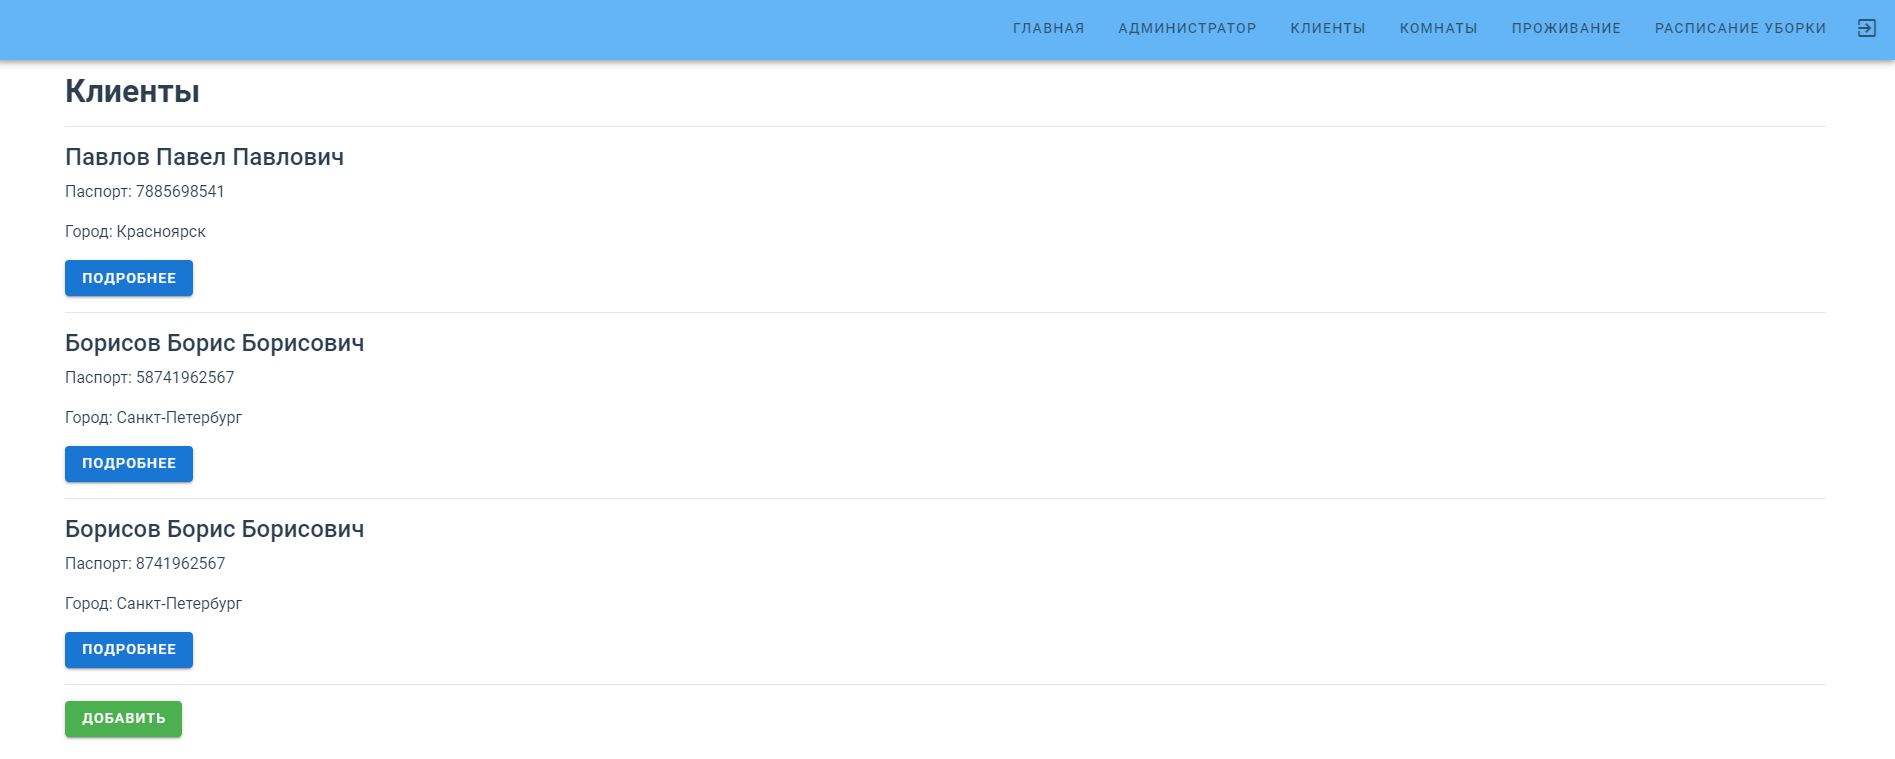 ГЛАВНАЯ АДМИНИСТРАТОР КЛИЕНТЫ КОМНАТЫ ПРОЖИВАНИЕ РАСПИСАНИЕ УБОРКИ
Клиенты
Павлов Павел Павлович
Паспорт: 7885698541
Город: Красноярск
ПОДРОБНЕЕ
Борисов Борис Борисович
Паспорт: 58741962567
Город: Санкт-Петербург
ПОДРОБНЕЕ
Борисов Борис Борисович
Паспорт: 8741962567
Город: Санкт-Петербург
ПОДРОБНЕЕ
ДОБАВИТЬ